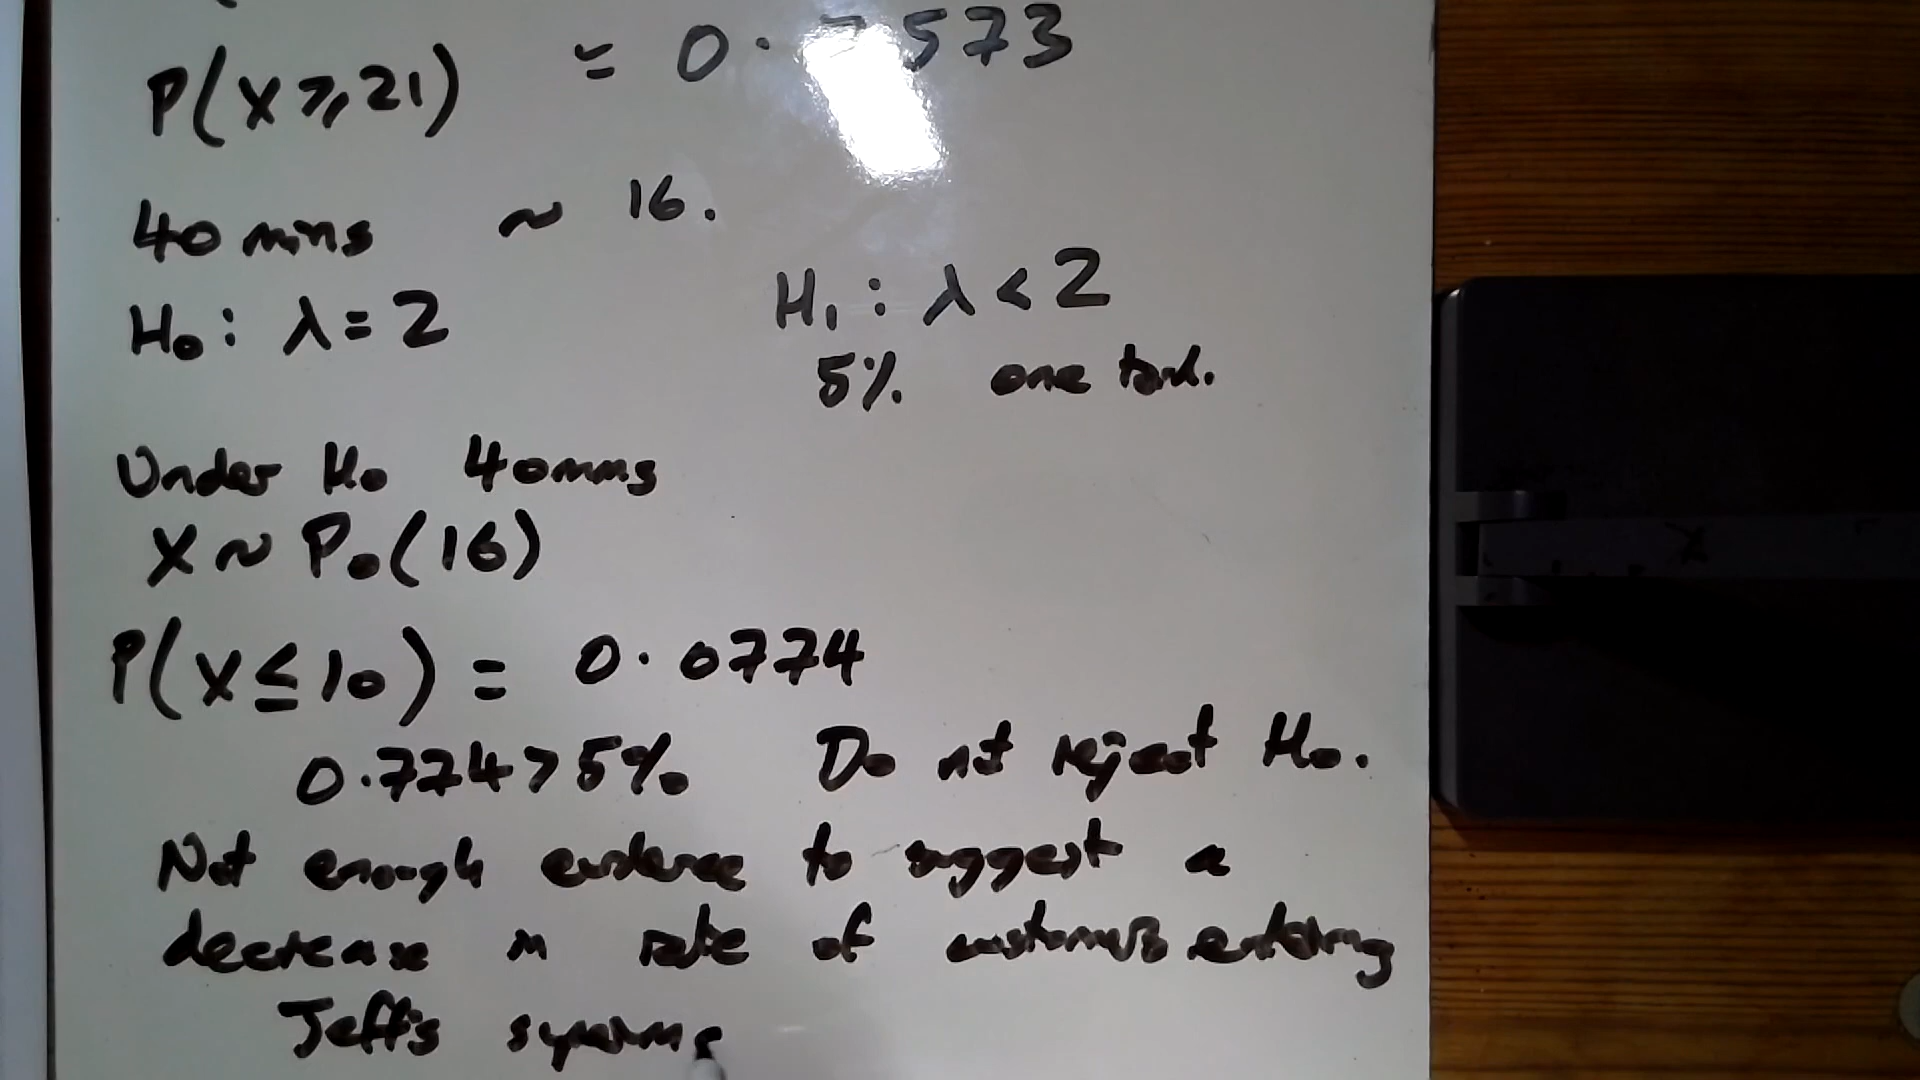 = 0.7573
P(X ≥ 21)
40 mins ~ 16.
H₀: λ = 2
H₁: λ < 2
5% one tail.
Under H₀ 40mins
X ~ Po(16)
P(X ≤ 10) = 0.0774
0.774 > 5% Do not reject H₀.
Not enough evidence to suggest a
decrease in rate of customers entering
Jeff's